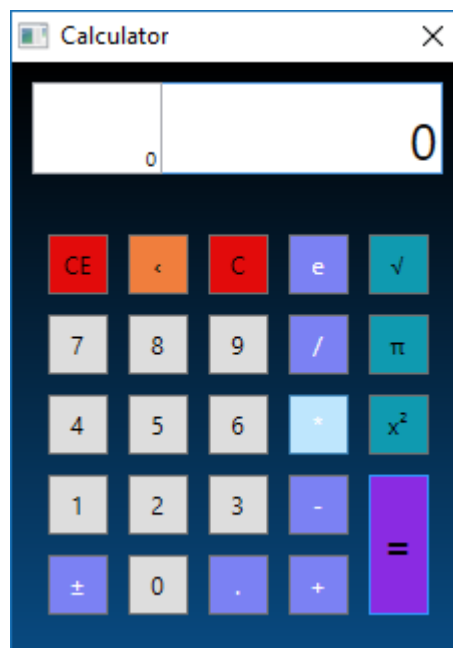 Calculator
0 0
CE ‹ C e √
7 8 9 / π
4 5 6 * x²
1 2 3 -
=
± 0 . +